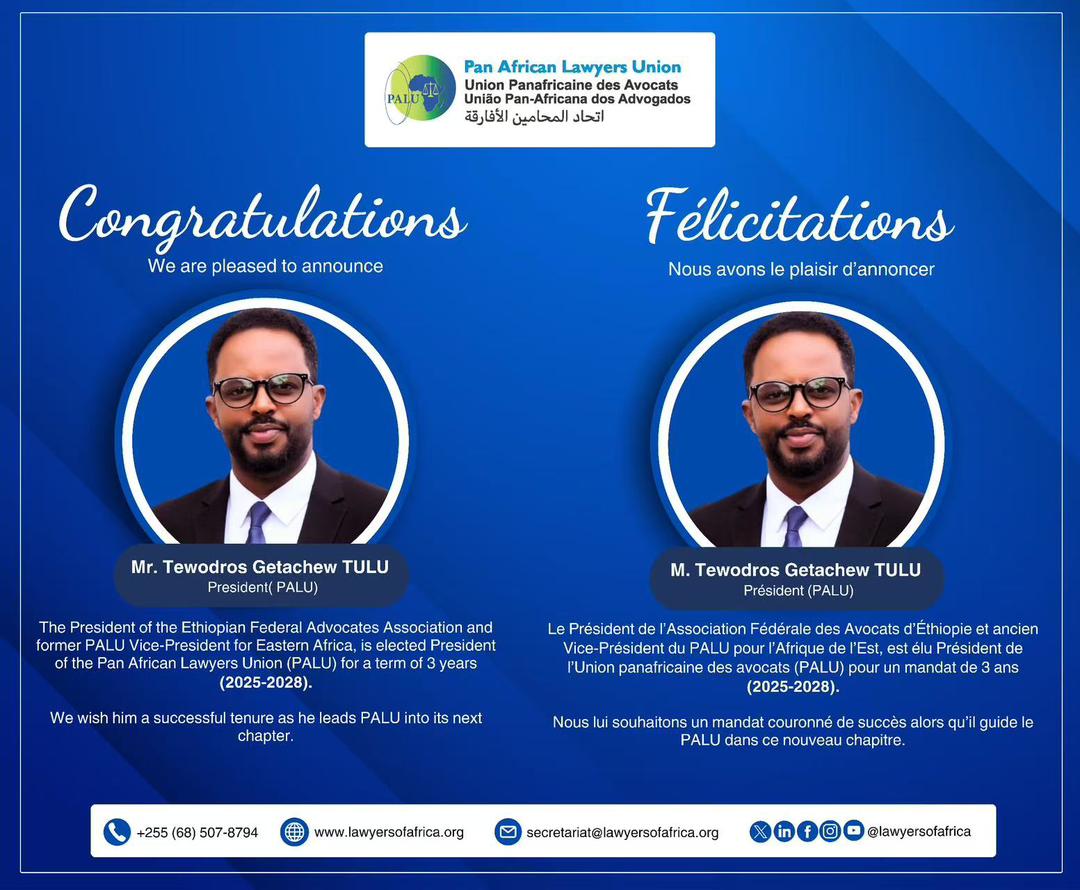 PALU
Pan African Lawyers Union
Union Panafricaine des Avocats
União Pan-Africana dos Advogados
اتحاد المحامين الأفارقة
Congratulations
We are pleased to announce
Mr. Tewodros Getachew TULU
President( PALU)
The President of the Ethiopian Federal Advocates Association and
former PALU Vice-President for Eastern Africa, is elected President
of the Pan African Lawyers Union (PALU) for a term of 3 years
(2025-2028).
We wish him a successful tenure as he leads PALU into its next
chapter.
Félicitations
Nous avons le plaisir d’annoncer
M. Tewodros Getachew TULU
Président (PALU)
Le Président de l’Association Fédérale des Avocats d’Éthiopie et ancien
Vice-Président du PALU pour l’Afrique de l’Est, est élu Président de
l’Union panafricaine des avocats (PALU) pour un mandat de 3 ans
(2025-2028).
Nous lui souhaitons un mandat couronné de succès alors qu’il guide le
PALU dans ce nouveau chapitre.
+255 (68) 507-8794
www.lawyersofafrica.org
secretariat@lawyersofafrica.org
@lawyersofafrica